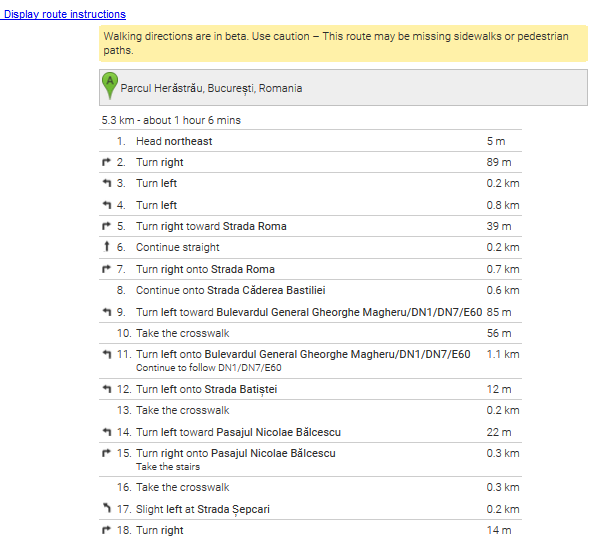 Display route instructions
Walking directions are in beta. Use caution – This route may be missing sidewalks or pedestrian
paths.
A
Parcul Herăstrău, București, Romania
5.3 km - about 1 hour 6 mins
1. Head northeast 5 m
2. Turn right 89 m
3. Turn left 0.2 km
4. Turn left 0.8 km
5. Turn right toward Strada Roma 39 m
6. Continue straight 0.2 km
7. Turn right onto Strada Roma 0.7 km
8. Continue onto Strada Căderea Bastiliei 0.6 km
9. Turn left toward Bulevardul General Gheorghe Magheru/DN1/DN7/E60 85 m
10. Take the crosswalk 56 m
11. Turn left onto Bulevardul General Gheorghe Magheru/DN1/DN7/E60 1.1 km
Continue to follow DN1/DN7/E60
12. Turn left onto Strada Batiștei 12 m
13. Take the crosswalk 0.2 km
14. Turn left toward Pasajul Nicolae Bălcescu 22 m
15. Turn right onto Pasajul Nicolae Bălcescu 0.3 km
Take the stairs
16. Take the crosswalk 0.3 km
17. Slight left at Strada Șepcari 0.2 km
18. Turn right 14 m